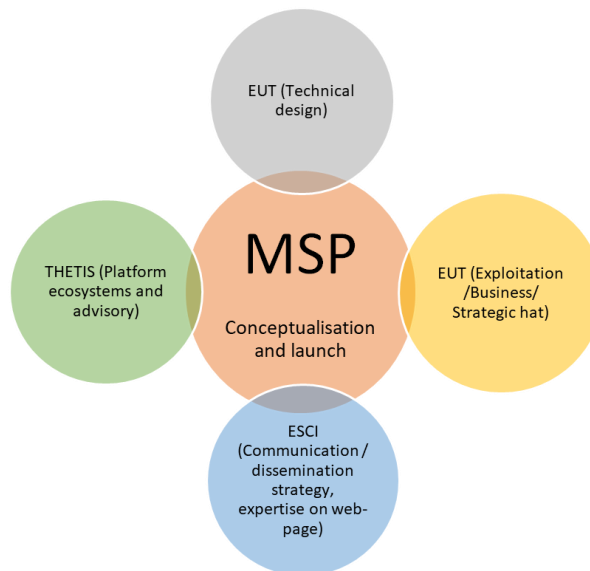 EUT (Technical
design)
MSP
Conceptualisation
and launch
THETIS (Platform
ecosystems and
advisory)
EUT (Exploitation
/Business/
Strategic hat)
ESCI
(Communication /
dissemination
strategy,
expertise on web-
page)